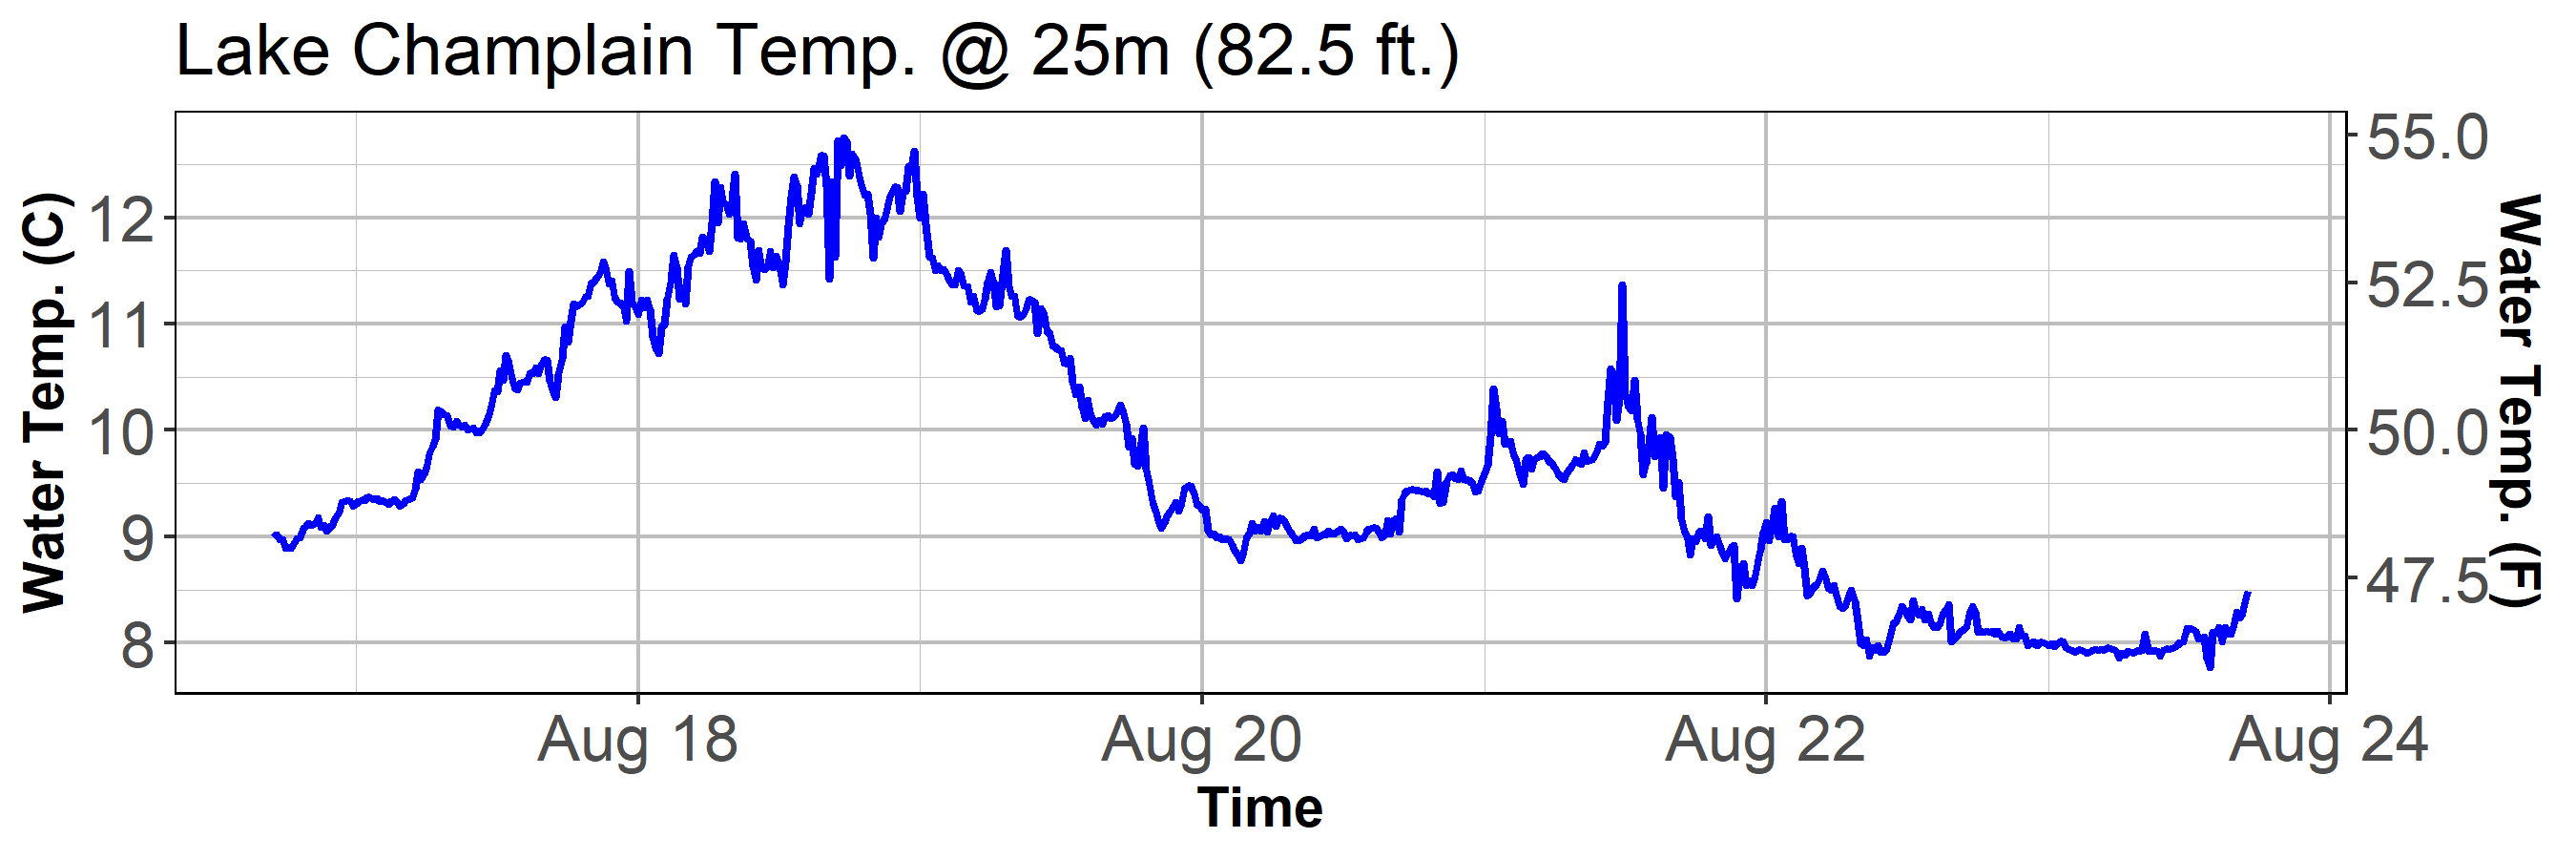 Lake Champlain Temp. @ 25m (82.5 ft.)
Water Temp. (C)
12
11
10
9
8
55.0
52.5
50.0
47.5
Water Temp. (F)
Aug 18 Aug 20 Aug 22 Aug 24
Time